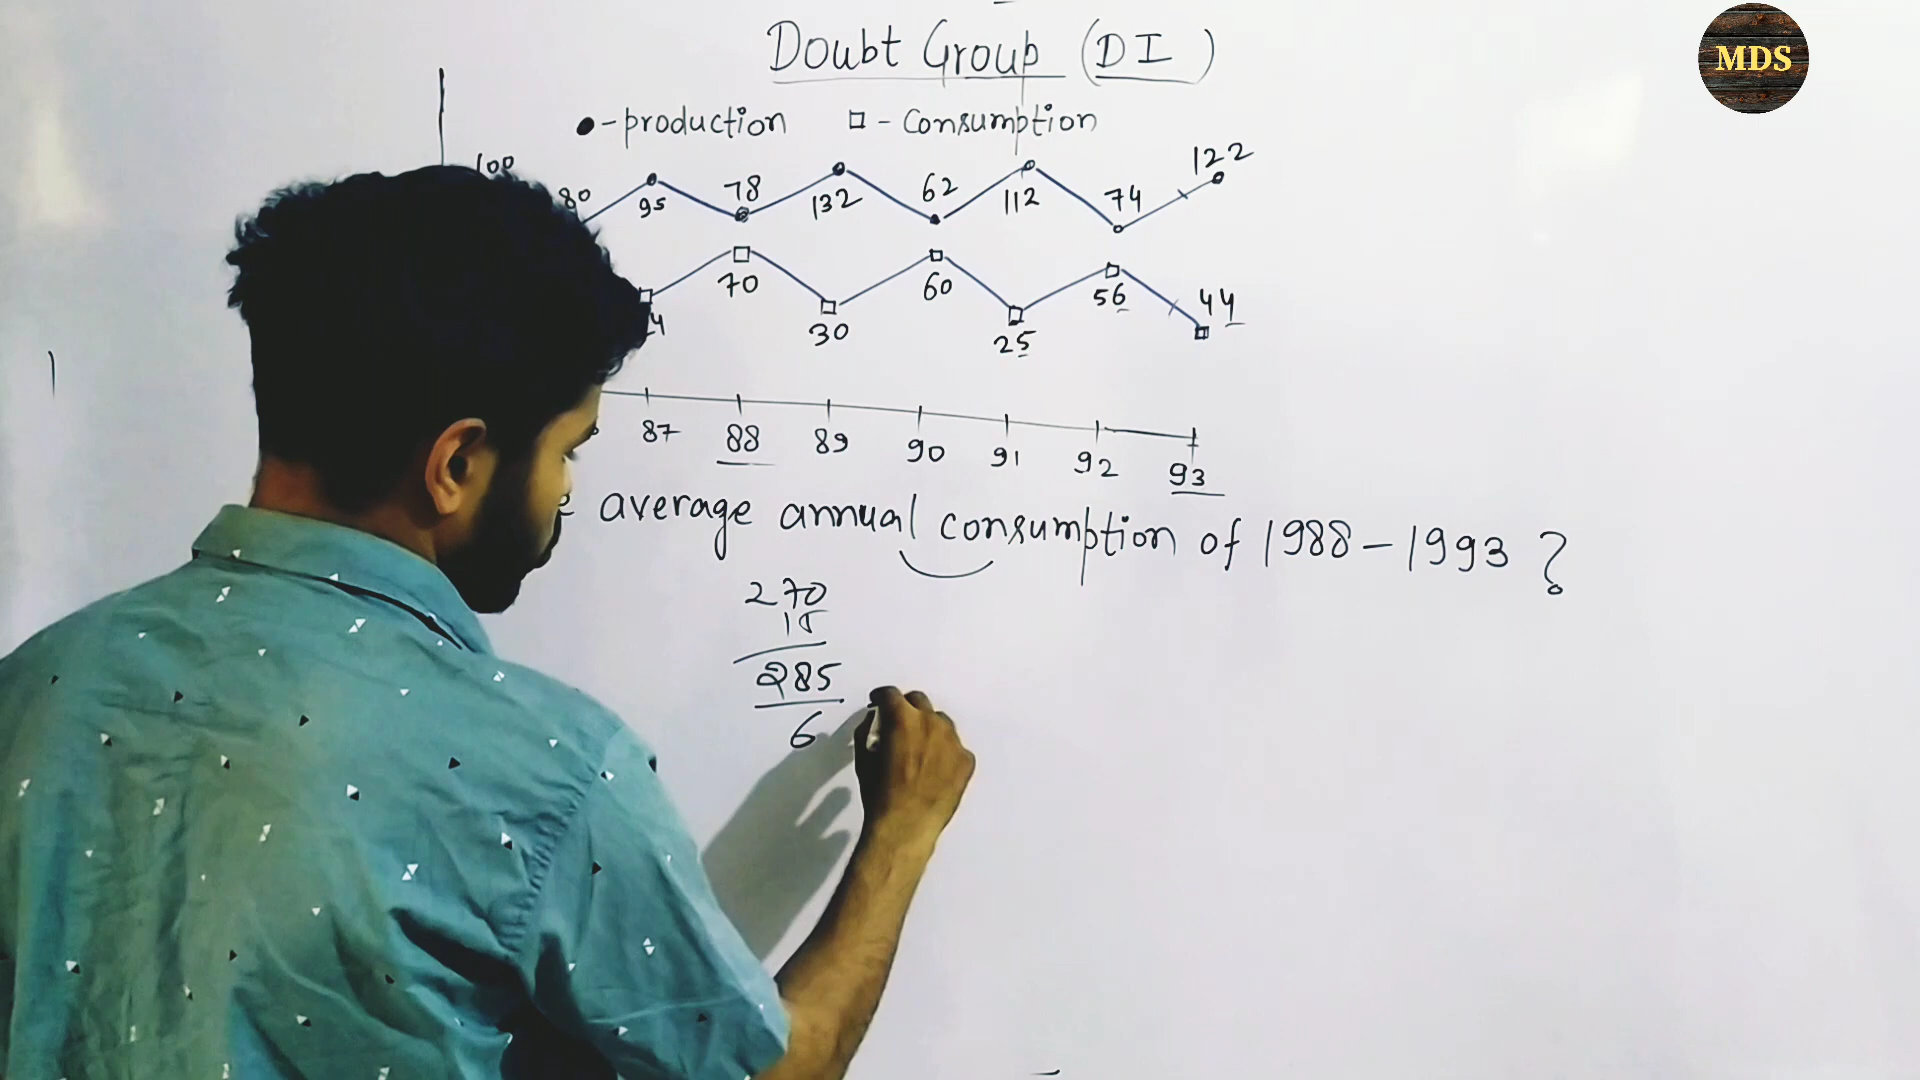 Doubt Group (DI)
MDS
●-production □ - Consumption
100
80 95 78 132 62 112 74 122
70 30 60 25 56 44
87 88 89 90 91 92 93
average annual consumption of 1988-1993 ?
270
15
285
6